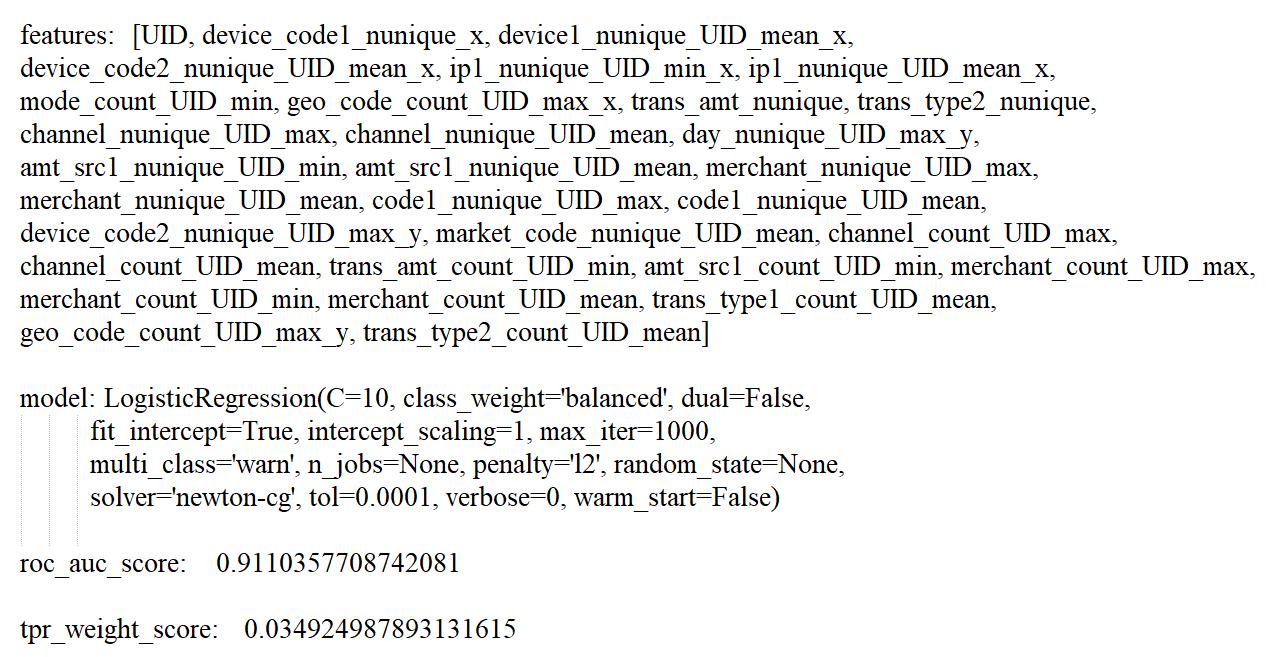 features:   [UID, device_code1_nunique_x, device1_nunique_UID_mean_x,
device_code2_nunique_UID_mean_x, ip1_nunique_UID_min_x, ip1_nunique_UID_mean_x,
mode_count_UID_min, geo_code_count_UID_max_x, trans_amt_nunique, trans_type2_nunique,
channel_nunique_UID_max, channel_nunique_UID_mean, day_nunique_UID_max_y,
amt_src1_nunique_UID_min, amt_src1_nunique_UID_mean, merchant_nunique_UID_max,
merchant_nunique_UID_mean, code1_nunique_UID_max, code1_nunique_UID_mean,
device_code2_nunique_UID_max_y, market_code_nunique_UID_mean, channel_count_UID_max,
channel_count_UID_mean, trans_amt_count_UID_min, amt_src1_count_UID_min, merchant_count_UID_max,
merchant_count_UID_min, merchant_count_UID_mean, trans_type1_count_UID_mean,
geo_code_count_UID_max_y, trans_type2_count_UID_mean]
model: LogisticRegression(C=10, class_weight='balanced', dual=False,
fit_intercept=True, intercept_scaling=1, max_iter=1000,
multi_class='warn', n_jobs=None, penalty='l2', random_state=None,
solver='newton-cg', tol=0.0001, verbose=0, warm_start=False)
roc_auc_score:    0.9110357708742081
tpr_weight_score:    0.034924987893131615